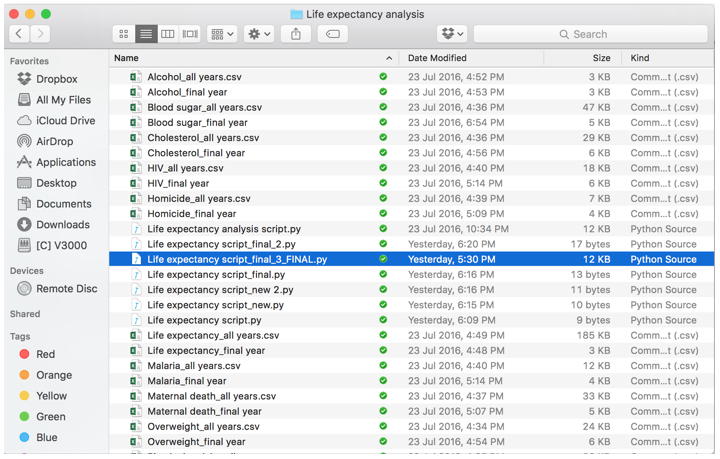 Life expectancy analysis
Search
Favorites
Dropbox
All My Files
iCloud Drive
AirDrop
Applications
Desktop
Documents
Downloads
[C] V3000
Devices
Remote Disc
Shared
Tags
Red
Orange
Yellow
Green
Blue
Name Date Modified Size Kind
Alcohol_all years.csv 23 Jul 2016, 4:52 PM 3 KB Comm...t (.csv)
Alcohol_final year 23 Jul 2016, 4:53 PM 3 KB Comm...t (.csv)
Blood sugar_all years.csv 23 Jul 2016, 4:36 PM 47 KB Comm...t (.csv)
Blood sugar_final year 23 Jul 2016, 6:54 PM 5 KB Comm...t (.csv)
Cholesterol_all years.csv 23 Jul 2016, 4:36 PM 29 KB Comm...t (.csv)
Cholesterol_final year 23 Jul 2016, 4:56 PM 6 KB Comm...t (.csv)
HIV_all years.csv 23 Jul 2016, 4:40 PM 18 KB Comm...t (.csv)
HIV_final year 23 Jul 2016, 5:14 PM 6 KB Comm...t (.csv)
Homicide_all years.csv 23 Jul 2016, 4:39 PM 7 KB Comm...t (.csv)
Homicide_final year 23 Jul 2016, 5:09 PM 4 KB Comm...t (.csv)
Life expectancy analysis script.py 23 Jul 2016, 10:34 PM 12 KB Python Source
Life expectancy script_final_2.py Yesterday, 6:20 PM 17 bytes Python Source
Life expectancy script_final_3_FINAL.py Yesterday, 5:30 PM 12 KB Python Source
Life expectancy script_final.py Yesterday, 6:16 PM 13 bytes Python Source
Life expectancy script_new 2.py Yesterday, 6:16 PM 11 bytes Python Source
Life expectancy script_new.py Yesterday, 6:15 PM 10 bytes Python Source
Life expectancy script.py Yesterday, 6:09 PM 9 bytes Python Source
Life expectancy_all years.csv 23 Jul 2016, 4:49 PM 185 KB Comm...t (.csv)
Life expectancy_final year 23 Jul 2016, 4:48 PM 3 KB Comm...t (.csv)
Malaria_all years.csv 23 Jul 2016, 4:40 PM 12 KB Comm...t (.csv)
Malaria_final year 23 Jul 2016, 5:14 PM 4 KB Comm...t (.csv)
Maternal death_all years.csv 23 Jul 2016, 4:37 PM 33 KB Comm...t (.csv)
Maternal death_final year 23 Jul 2016, 5:07 PM 5 KB Comm...t (.csv)
Overweight_all years.csv 23 Jul 2016, 4:34 PM 24 KB Comm...t (.csv)
Overweight_final year 23 Jul 2016, 4:54 PM 6 KB Comm...t (.csv)